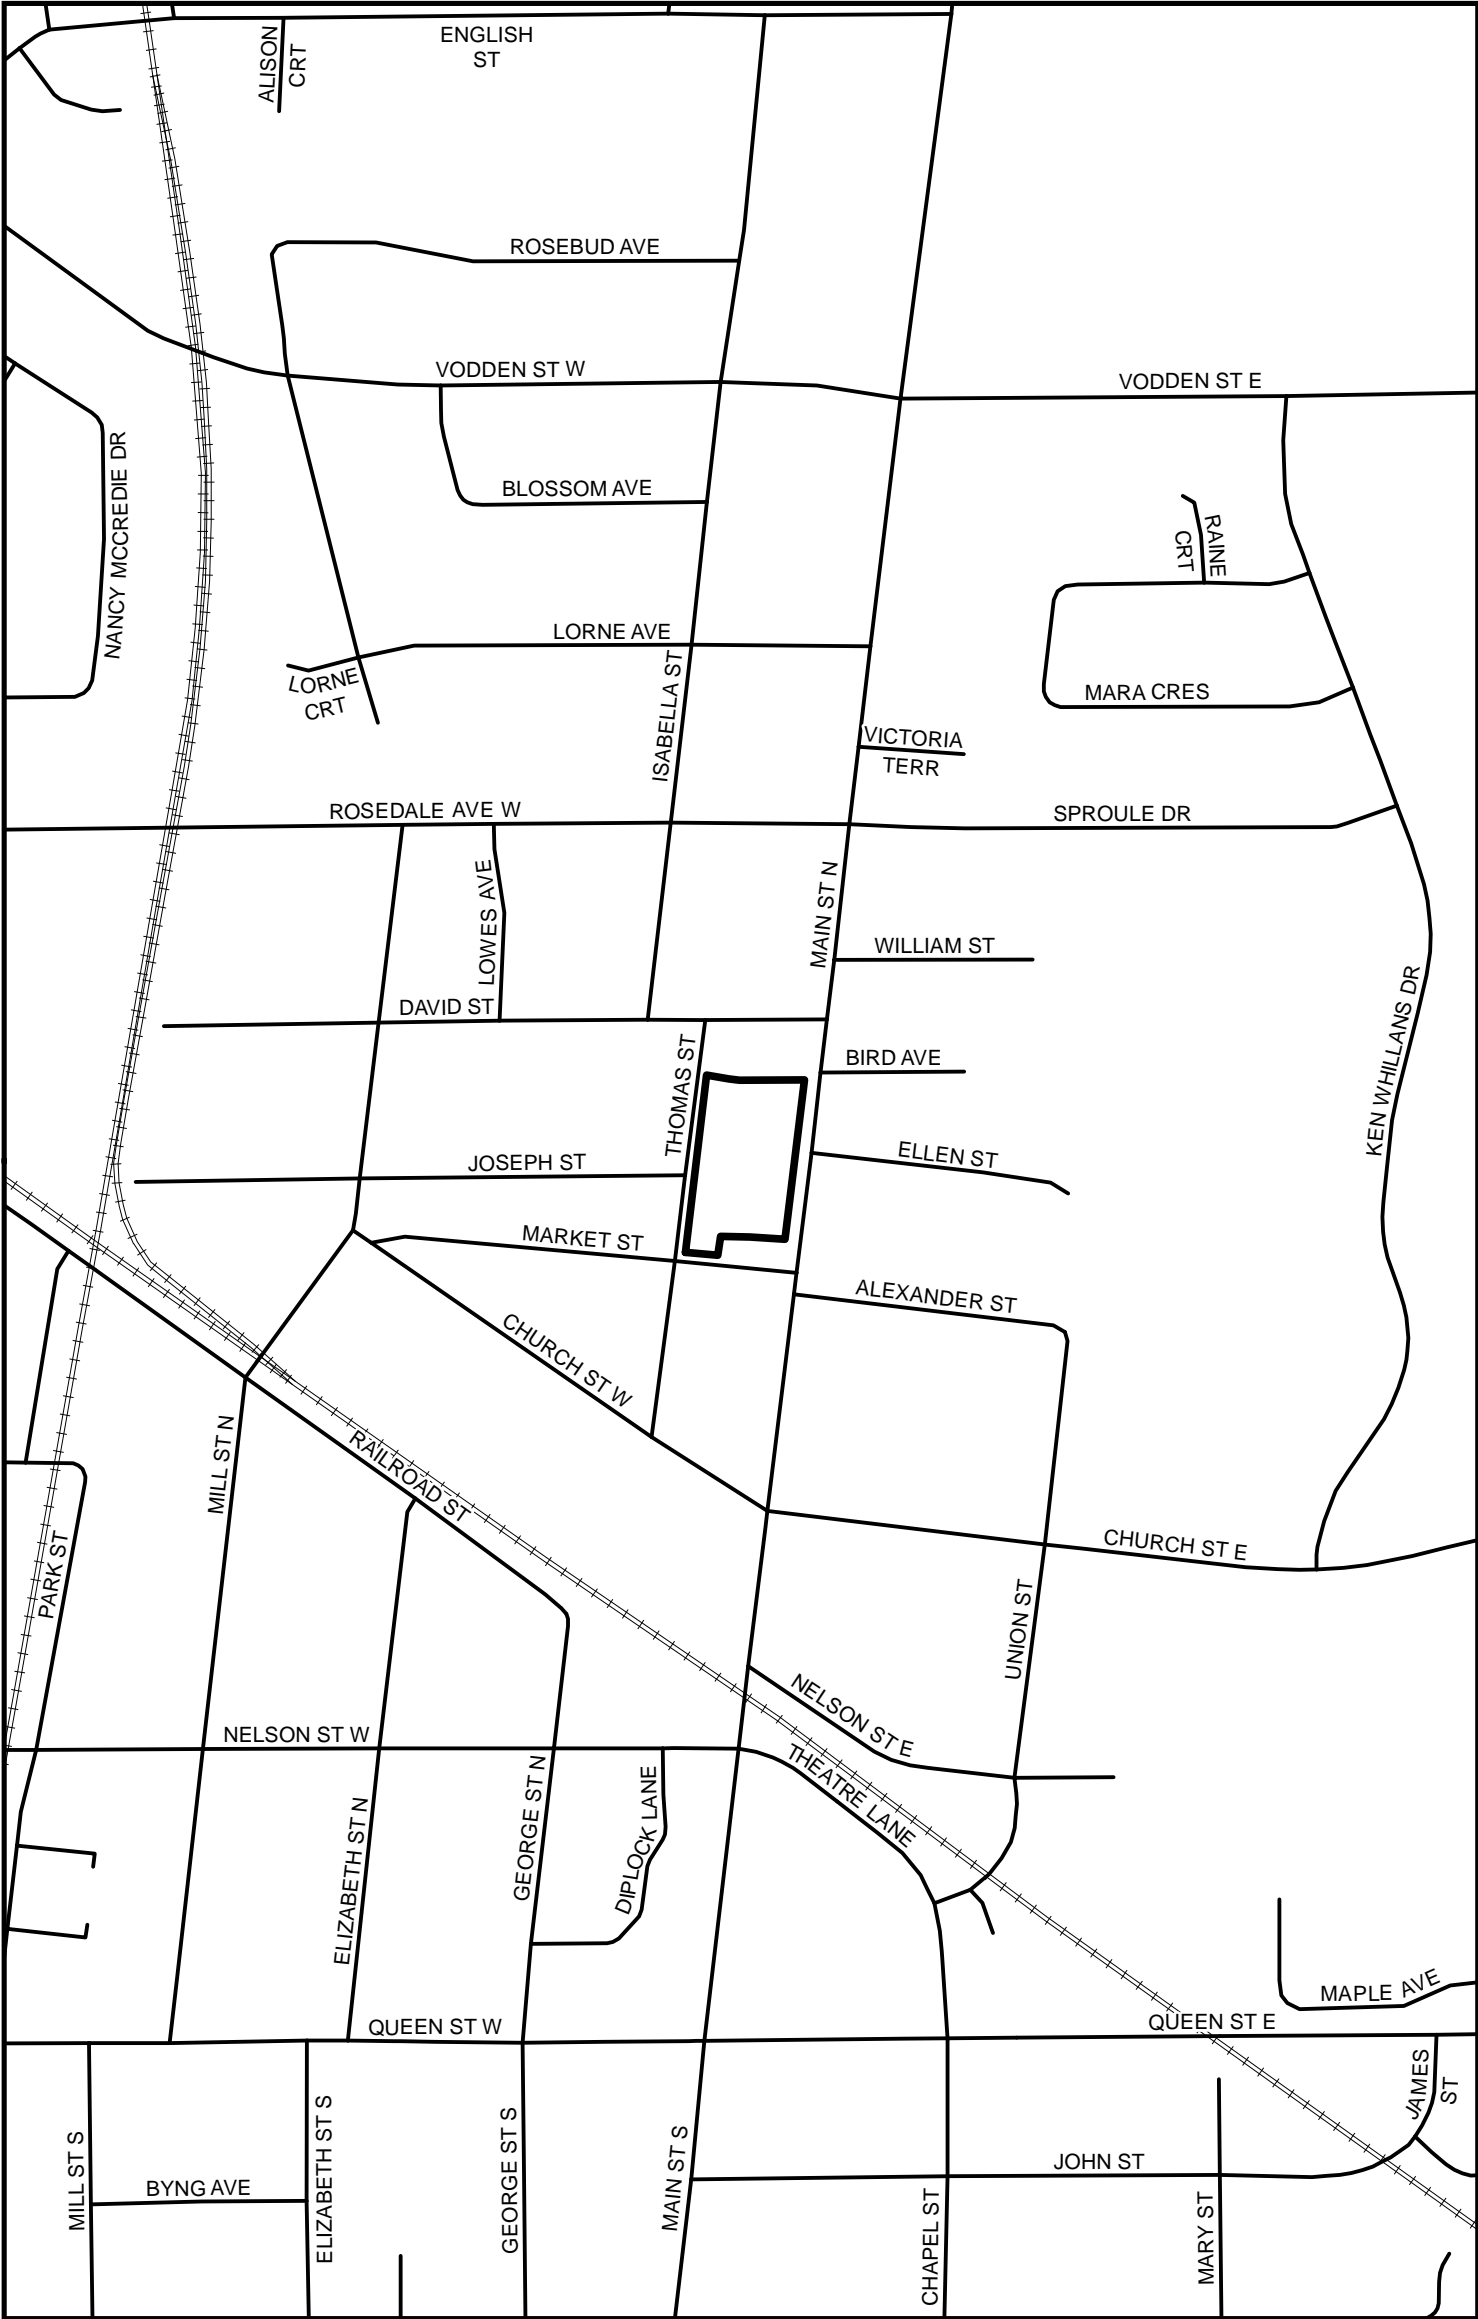 ENGLISH
ST
ALISON
CRT
ROSEBUD AVE
VODDEN ST W
VODDEN ST E
NANCY MCCREDIE DR
BLOSSOM AVE
RAINE
CRT
LORNE AVE
LORNE
CRT
ISABELLA ST
MARA CRES
VICTORIA
TERR
ROSEDALE AVE W
SPROULE DR
LOWES AVE
MAIN ST N
WILLIAM ST
DAVID ST
KEN WHILLANS DR
THOMAS ST
BIRD AVE
JOSEPH ST
ELLEN ST
MARKET ST
ALEXANDER ST
CHURCH ST W
MILL ST N
RAILROAD ST
PARK ST
CHURCH ST E
UNION ST
NELSON ST E
NELSON ST W
THEATRE LANE
GEORGE ST N
DIPLOCK LANE
ELIZABETH ST N
MAPLE AVE
QUEEN ST W
QUEEN ST E
JAMES
ST
MILL ST S
BYNG AVE
ELIZABETH ST S
GEORGE ST S
MAIN ST S
JOHN ST
CHAPEL ST
MARY ST